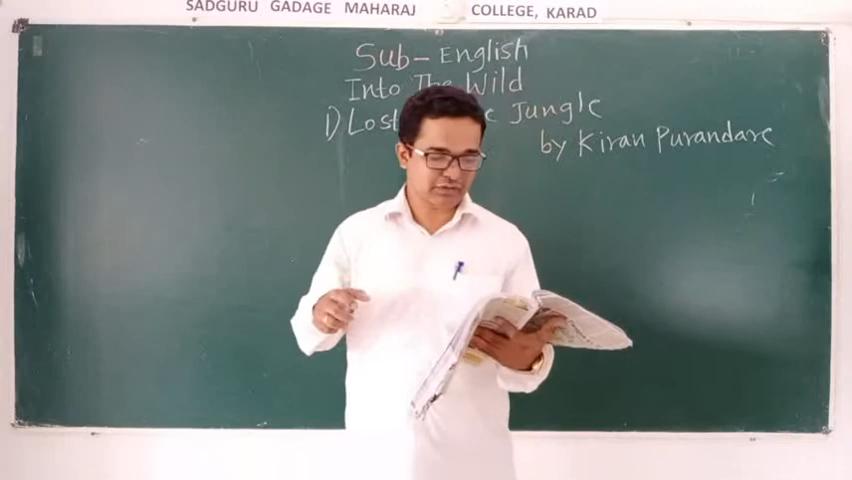 SADGURU GADAGE MAHARAJ COLLEGE, KARAD
Sub - English
Into The Wild
1) Lost Jungle
by Kiran Purandare